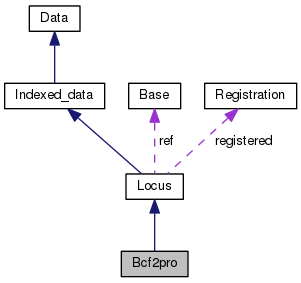 Data
Indexed_data
Base
Registration
ref
registered
Locus
Bcf2pro